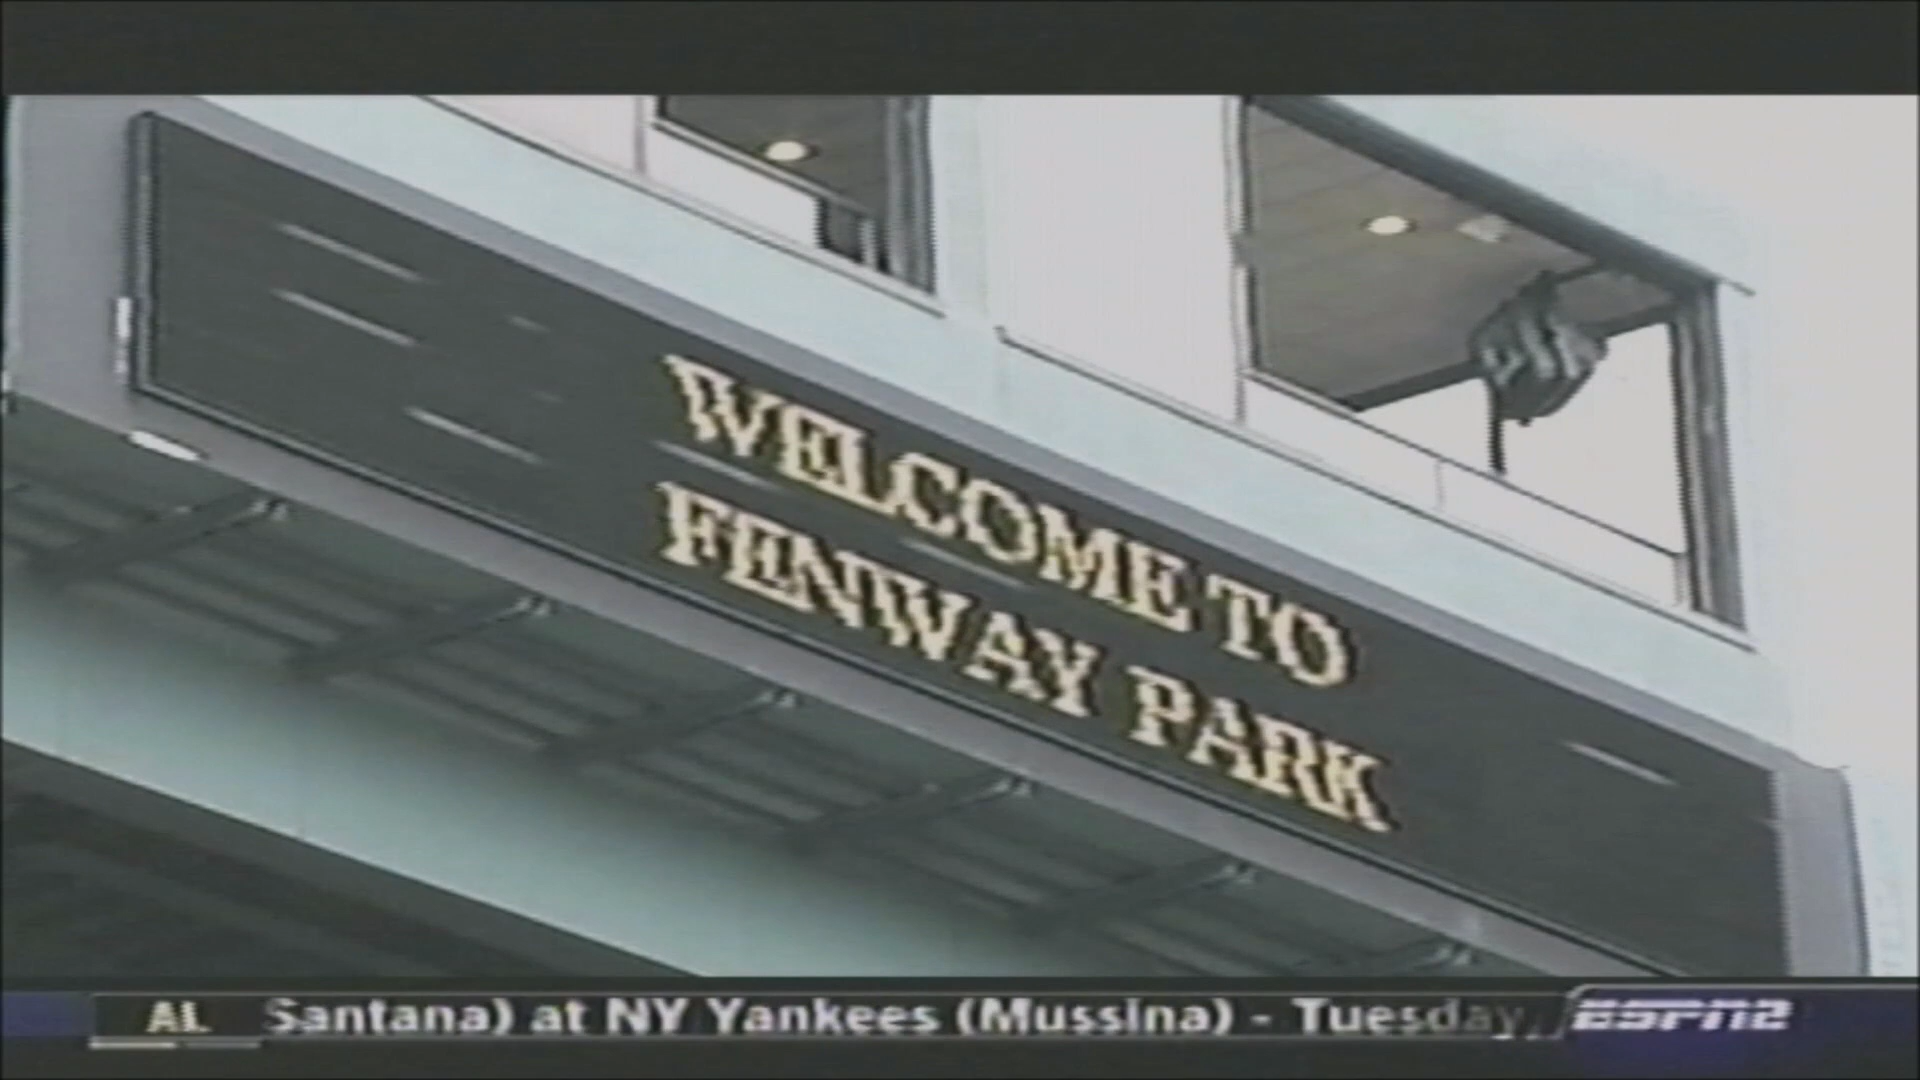 WELCOME TO
FENWAY PARK
AL Santana) at NY Yankees (Mussina) - Tuesday, ESPN2